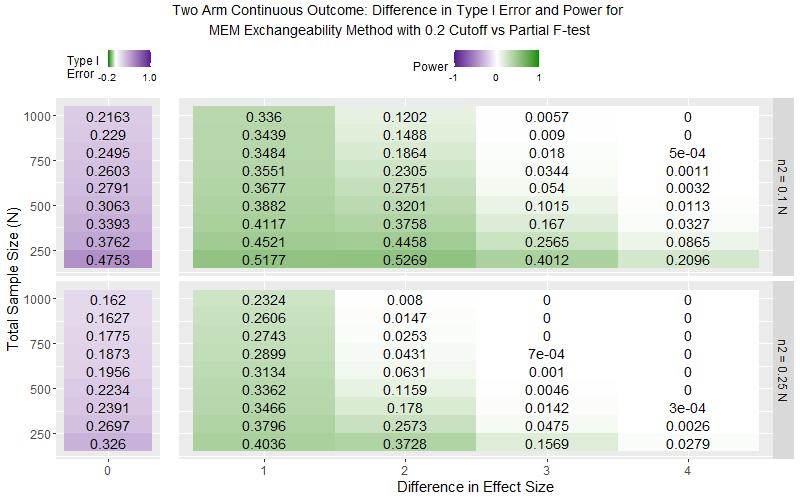 Two Arm Continuous Outcome: Difference in Type I Error and Power for
MEM Exchangeability Method with 0.2 Cutoff vs Partial F-test
Type I
Error
-0.2 1.0
Power
-1 0 1
Total Sample Size (N)
1000
750
500
250
0.2163 0.336 0.1202 0.0057 0
0.229 0.3439 0.1488 0.009 0
0.2495 0.3484 0.1864 0.018 5e-04
0.2603 0.3551 0.2305 0.0344 0.0011
0.2791 0.3677 0.2751 0.054 0.0032
0.3063 0.3882 0.3201 0.1015 0.0113
0.3393 0.4117 0.3758 0.167 0.0327
0.3762 0.4521 0.4458 0.2565 0.0865
0.4753 0.5177 0.5269 0.4012 0.2096
n2 = 0.1 N
1000
750
500
250
0.162 0.2324 0.008 0 0
0.1627 0.2606 0.0147 0 0
0.1775 0.2743 0.0253 0 0
0.1873 0.2899 0.0431 7e-04 0
0.1956 0.3134 0.0631 0.001 0
0.2234 0.3362 0.1159 0.0046 0
0.2391 0.3466 0.178 0.0142 3e-04
0.2697 0.3796 0.2573 0.0475 0.0026
0.326 0.4036 0.3728 0.1569 0.0279
n2 = 0.25 N
0 1 2 3 4
Difference in Effect Size